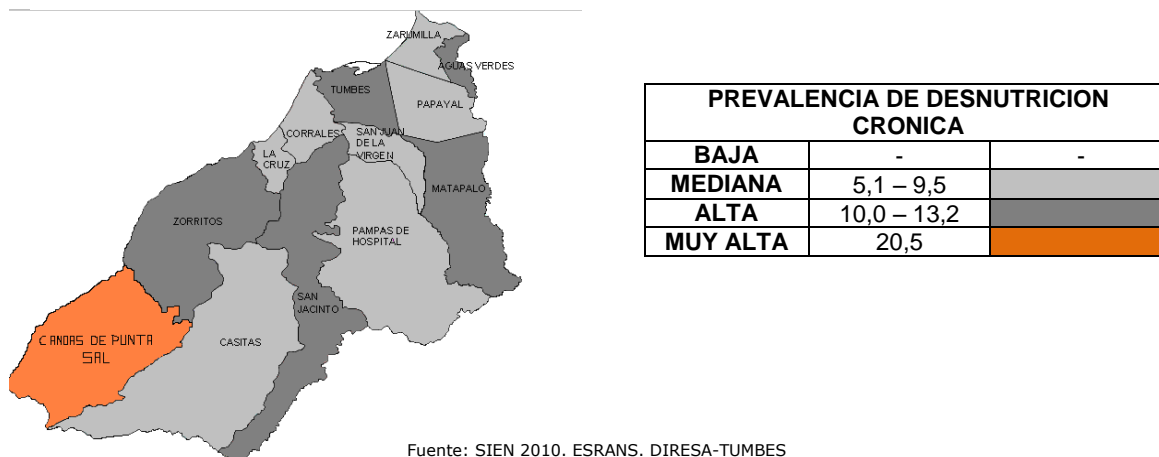 ZARUMILLA
AGUAS VERDES
TUMBES
PAPAYAL
CORRALES
SAN JUAN
DE LA
VIRGEN
LA
CRUZ
MATAPALO
ZORRITOS
PAMPAS DE
HOSPITAL
SAN
JACINTO
CANOAS DE PUNTA
SAL
CASITAS
PREVALENCIA DE DESNUTRICION
CRONICA
BAJA - -
MEDIANA 5,1 – 9,5
ALTA 10,0 – 13,2
MUY ALTA 20,5
Fuente: SIEN 2010. ESRANS. DIRESA-TUMBES